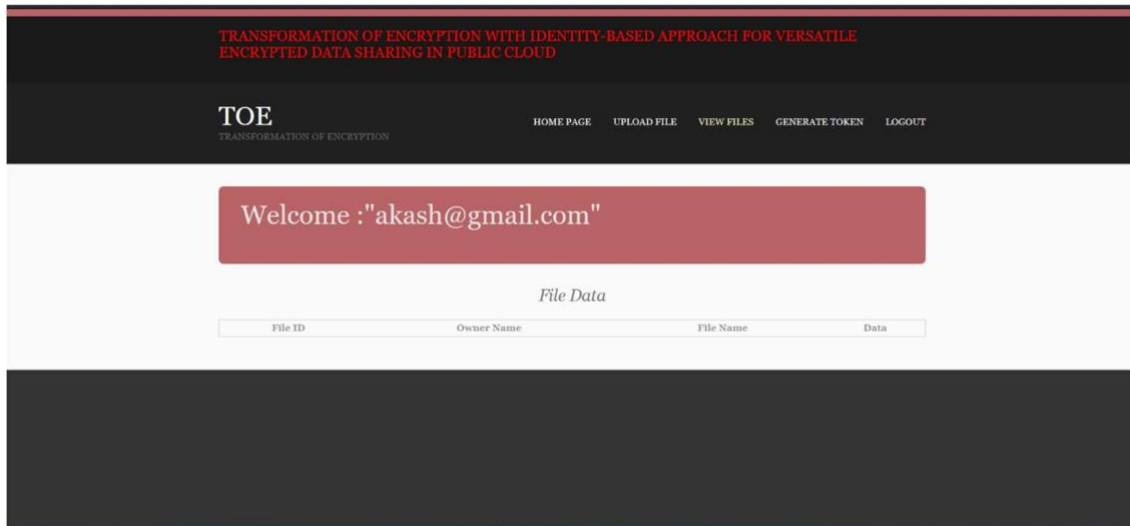 TRANSFORMATION OF ENCRYPTION WITH IDENTITY-BASED APPROACH FOR VERSATILE
ENCRYPTED DATA SHARING IN PUBLIC CLOUD
TOE
TRANSFORMATION OF ENCRYPTION
HOME PAGE UPLOAD FILE VIEW FILES GENERATE TOKEN LOGOUT
Welcome :"akash@gmail.com"
File Data
File ID Owner Name File Name Data